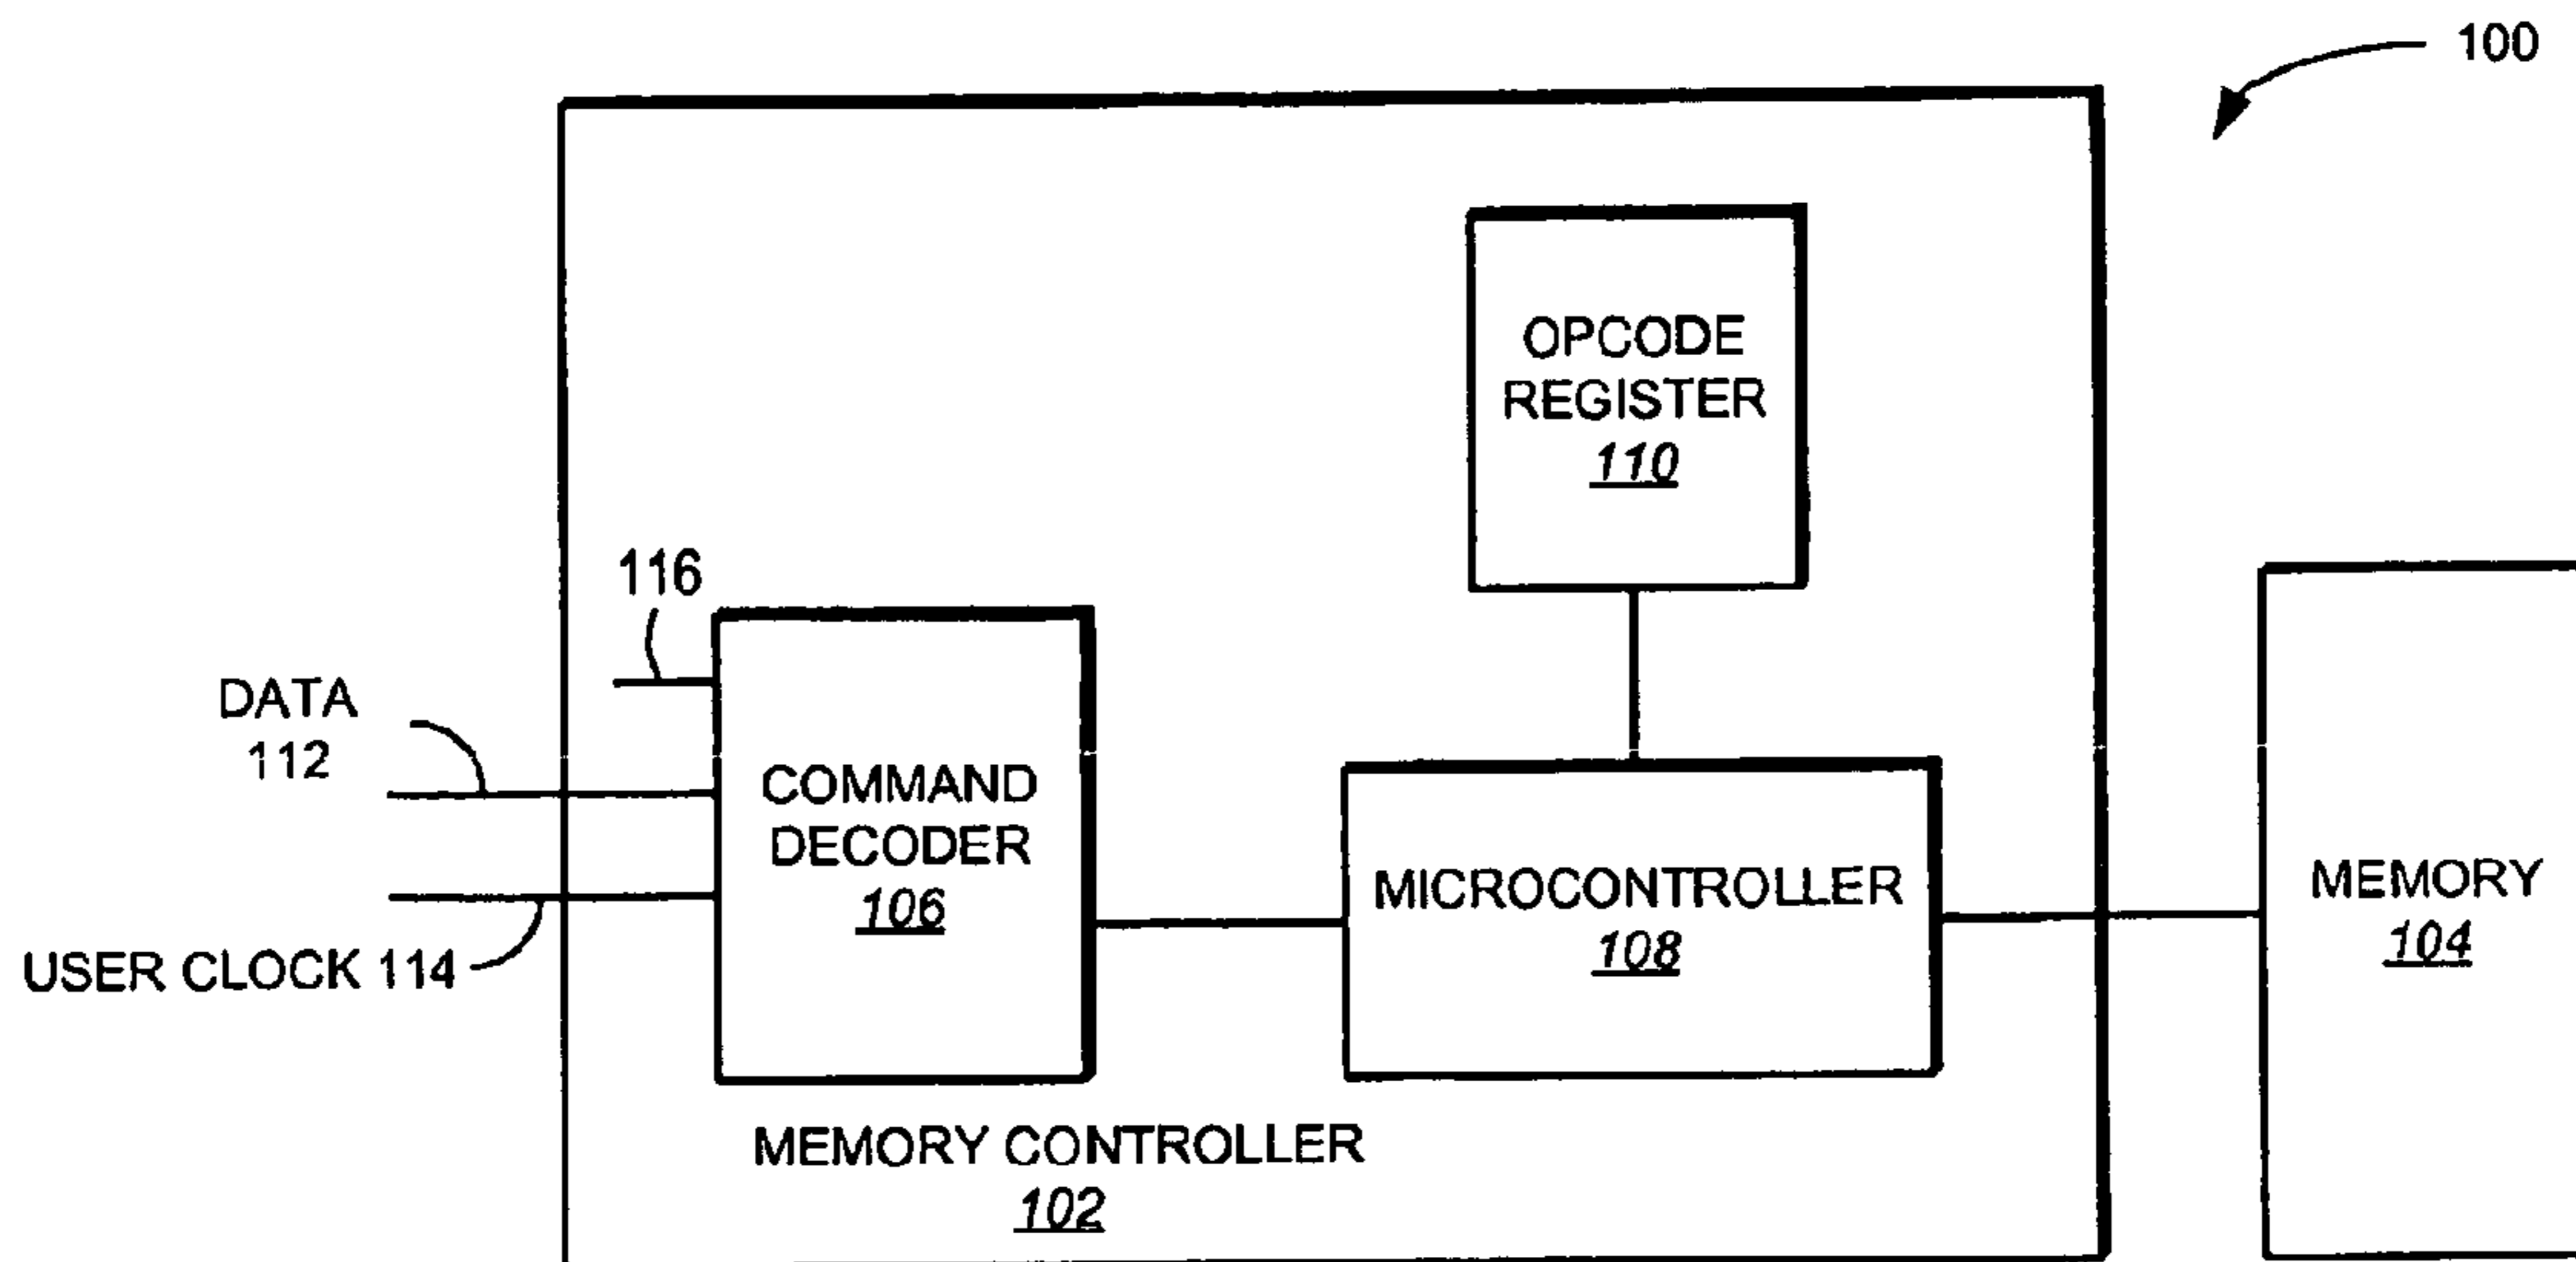 100
OPCODE
REGISTER
110
116
DATA
112
COMMAND
DECODER
106
MICROCONTROLLER
108
MEMORY
104
USER CLOCK 114
MEMORY CONTROLLER
102